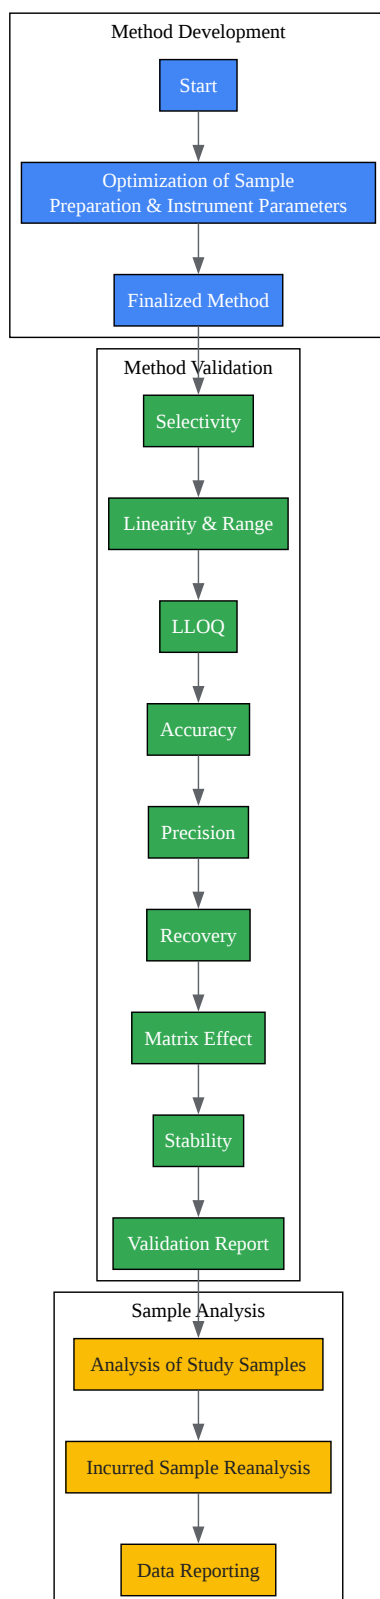 Method Development
Start
Optimization of Sample
Preparation & Instrument Parameters
Finalized Method
Method Validation
Selectivity
Linearity & Range
LLOQ
Accuracy
Precision
Recovery
Matrix Effect
Stability
Validation Report
Sample Analysis
Analysis of Study Samples
Incurred Sample Reanalysis
Data Reporting